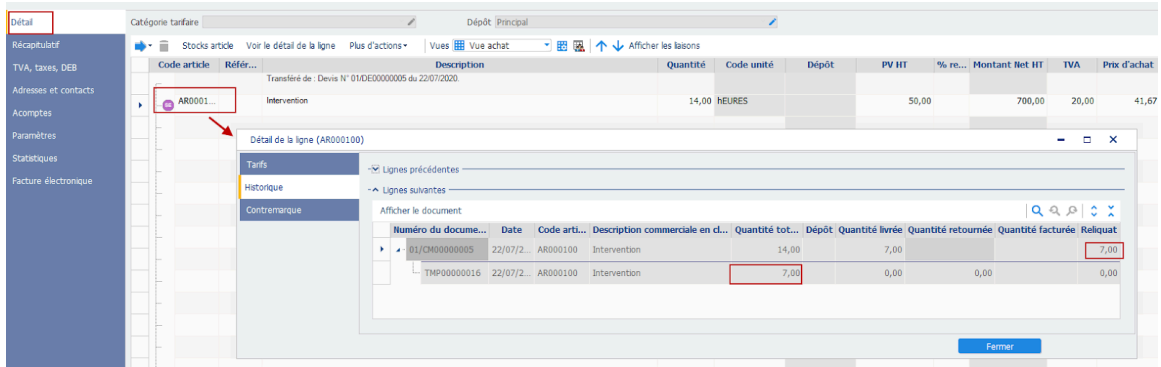 Détail
Catégorie tarifaire
Dépôt Principal
Récapitulatif
Stocks article Voir le détail de la ligne Plus d'actions Vues Vue achat Afficher les liaisons
TVA, taxes, DEB
Code article Référ... Description Quantité Code unité Dépôt PV HT % re... Montant Net HT TVA Prix d'achat
Transféré de : Devis N° 01/DE00000005 du 22/07/2020.
Adresses et contacts
AR0001... Intervention 14,00 hEURES 50,00 700,00 20,00 41,67
Acomptes
Paramètres
Statistiques
Facture électronique
Détail de la ligne (AR000100)
Tarifs
Lignes précédentes
Historique
Lignes suivantes
Contremarque
Afficher le document
Numéro du docume... Date Code arti... Description commerciale en cl... Quantité tot... Dépôt Quantité livrée Quantité retournée Quantité facturée Reliquat
01/CM00000005 22/07/2... AR000100 Intervention 14,00 7,00 7,00
TMP00000016 22/07/2... AR000100 Intervention 7,00 0,00 0,00 0,00
Fermer